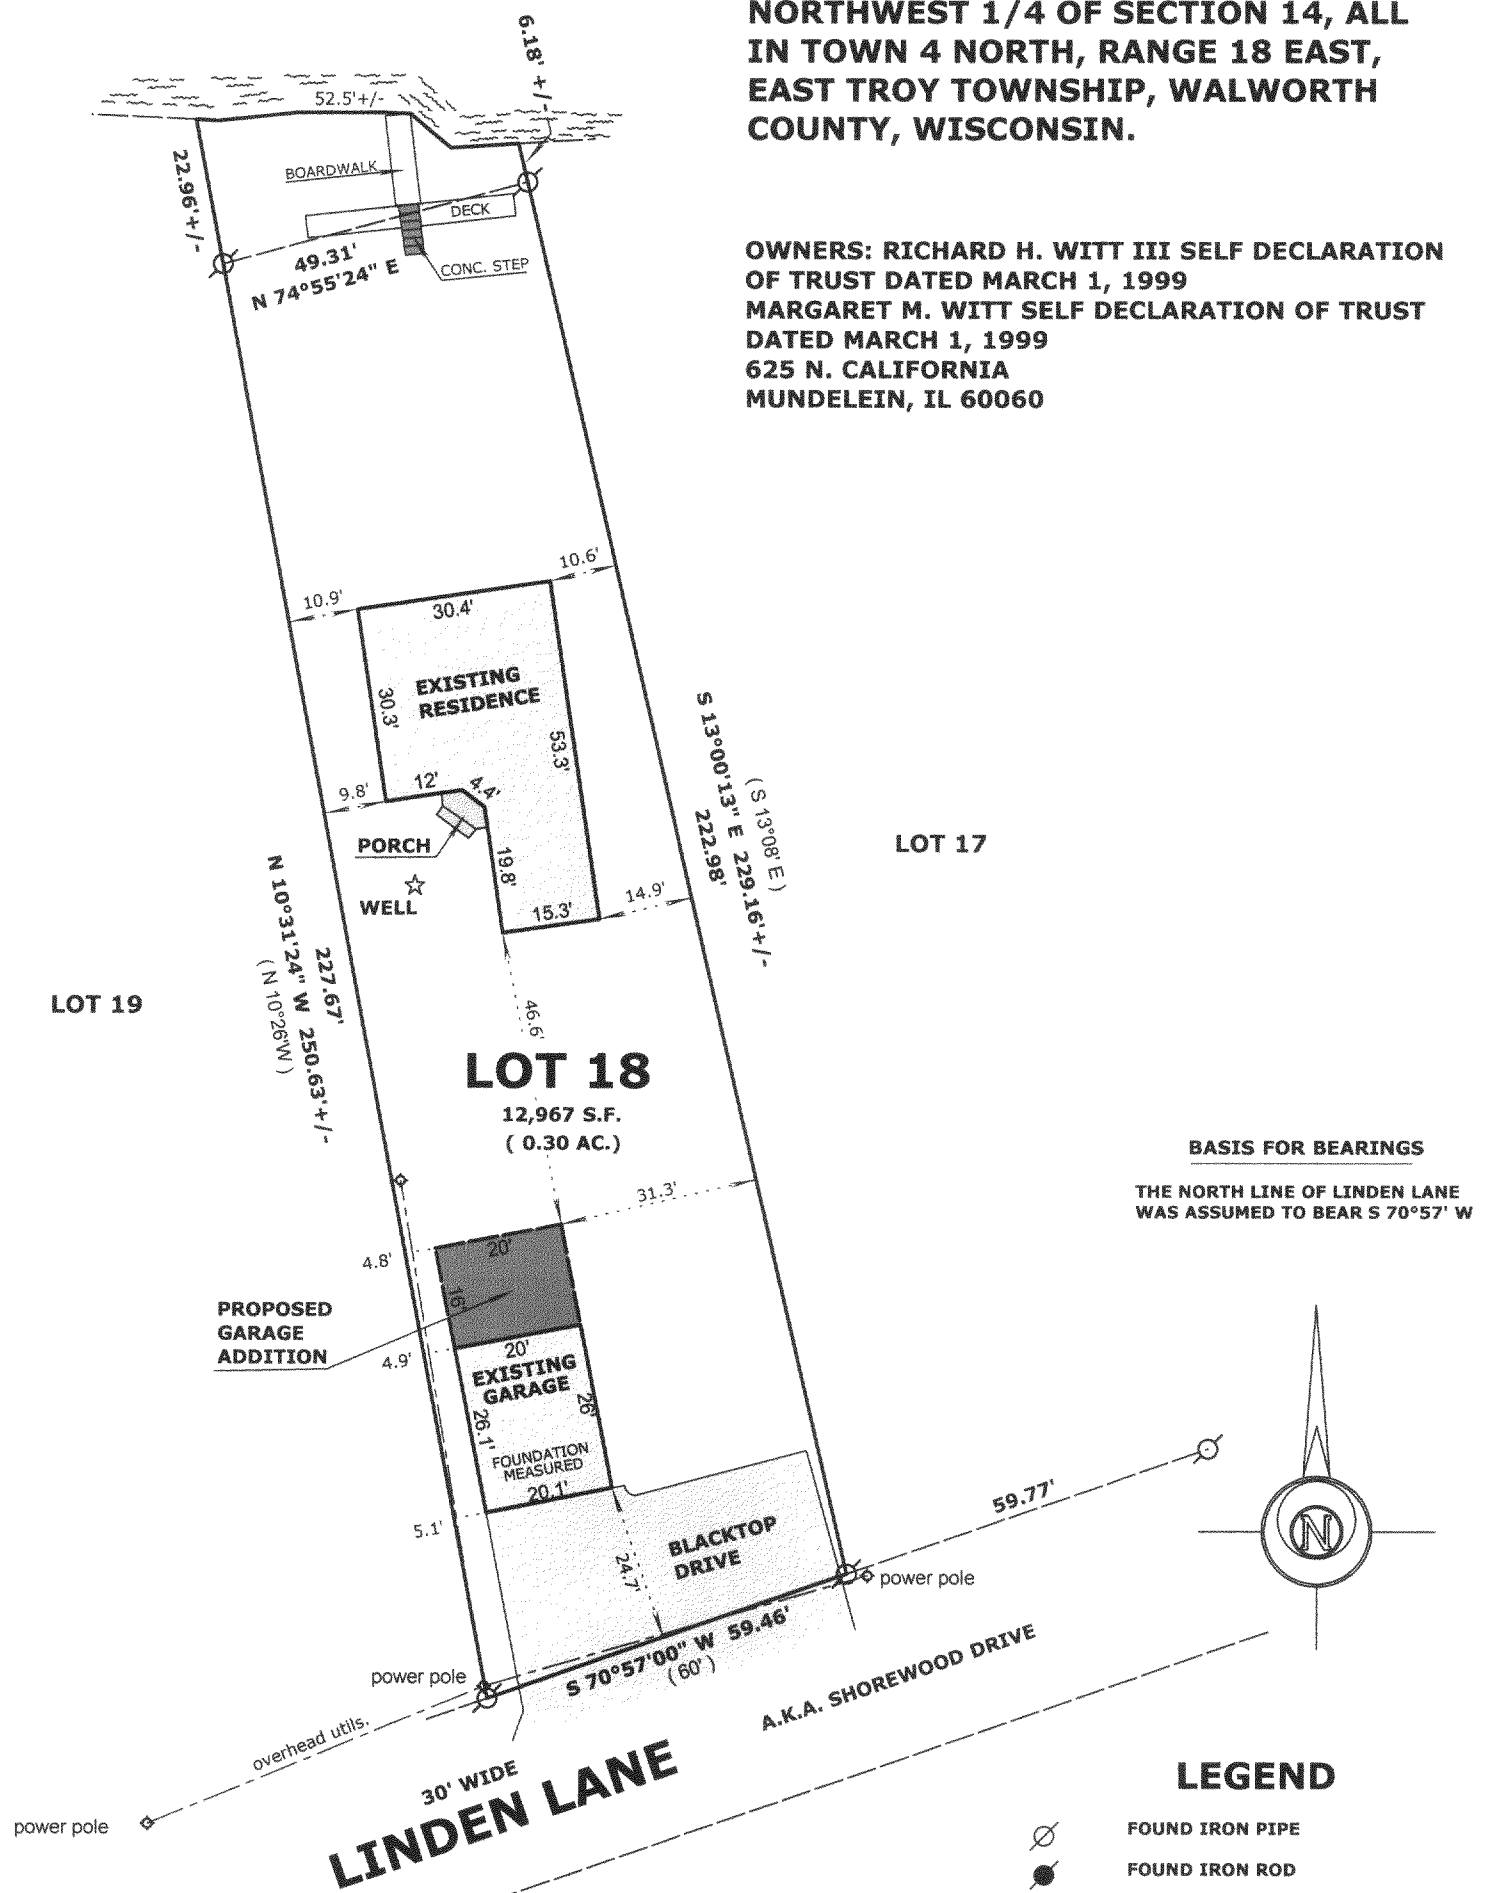 NORTHWEST 1/4 OF SECTION 14, ALL
IN TOWN 4 NORTH, RANGE 18 EAST,
EAST TROY TOWNSHIP, WALWORTH
COUNTY, WISCONSIN.
6.18' +/-
52.5'+/-
22.96'+/-
BOARDWALK
DECK
49.31'
N 74°55'24" E
CONC. STEP
OWNERS: RICHARD H. WITT III SELF DECLARATION
OF TRUST DATED MARCH 1, 1999
MARGARET M. WITT SELF DECLARATION OF TRUST
DATED MARCH 1, 1999
625 N. CALIFORNIA
MUNDELEIN, IL 60060
10.6'
10.9'
30.4'
EXISTING
RESIDENCE
30.3'
53.3'
12'
4.4'
9.8'
PORCH
19.8'
WELL
15.3'
14.9'
S 13°00'13" E 229.16'+/-
( S 13°08' E )
222.98'
LOT 17
227.67'
N 10°31'24" W 250.63'+/-
( N 10°26'W )
LOT 19
46.6'
LOT 18
12,967 S.F.
( 0.30 AC.)
31.3'
BASIS FOR BEARINGS
THE NORTH LINE OF LINDEN LANE
WAS ASSUMED TO BEAR S 70°57' W
4.8'
20'
16'
PROPOSED
GARAGE
ADDITION
4.9'
20'
EXISTING
GARAGE
26.1'
26'
FOUNDATION
MEASURED
20.1'
5.1'
BLACKTOP
DRIVE
24.7'
59.77'
N
power pole
S 70°57'00" W 59.46'
( 60' )
power pole
A.K.A. SHOREWOOD DRIVE
overhead utils.
30' WIDE
LINDEN LANE
power pole
LEGEND
FOUND IRON PIPE
FOUND IRON ROD